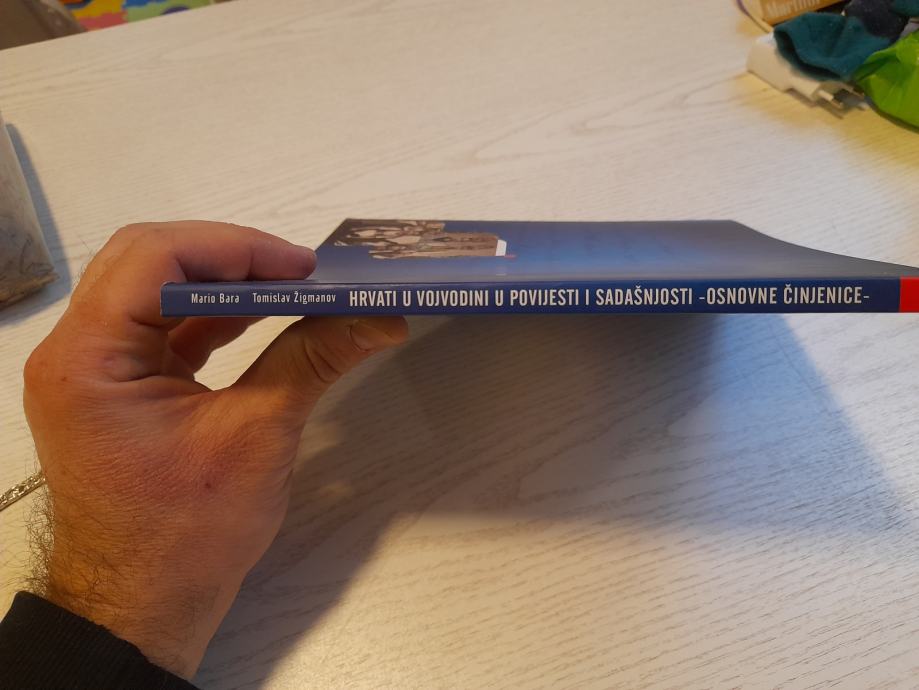 Mario Bara Tomislav Žigmanov HRVATI U VOJVODINI U POVIJESTI I SADAŠNJOSTI -OSNOVNE ČINJENICE-